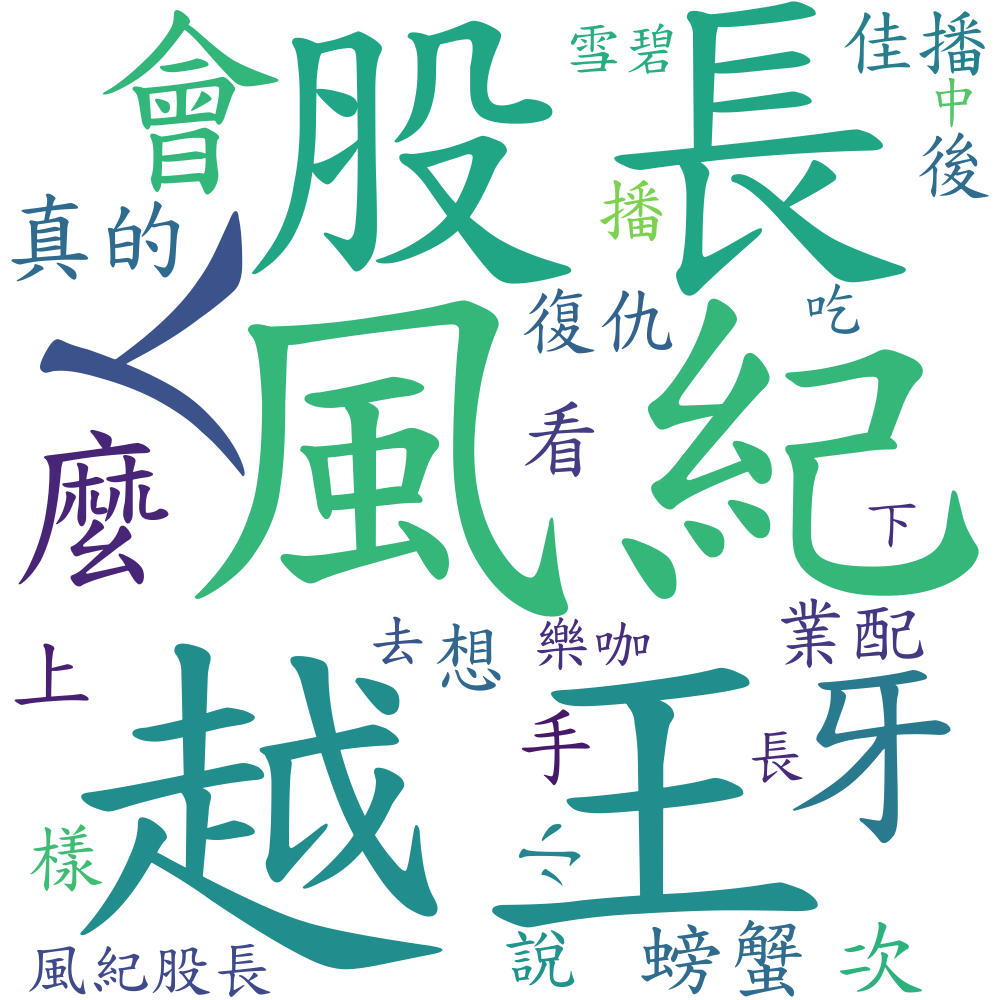 會
股長
雪碧
佳播
中
後
真的
播
ㄑ
風紀
復仇
吃
看
麼
下
上
去
想
樂咖
業配
越王
手
長
牙
樣
ㄘ
風紀股長
說
螃蟹
次